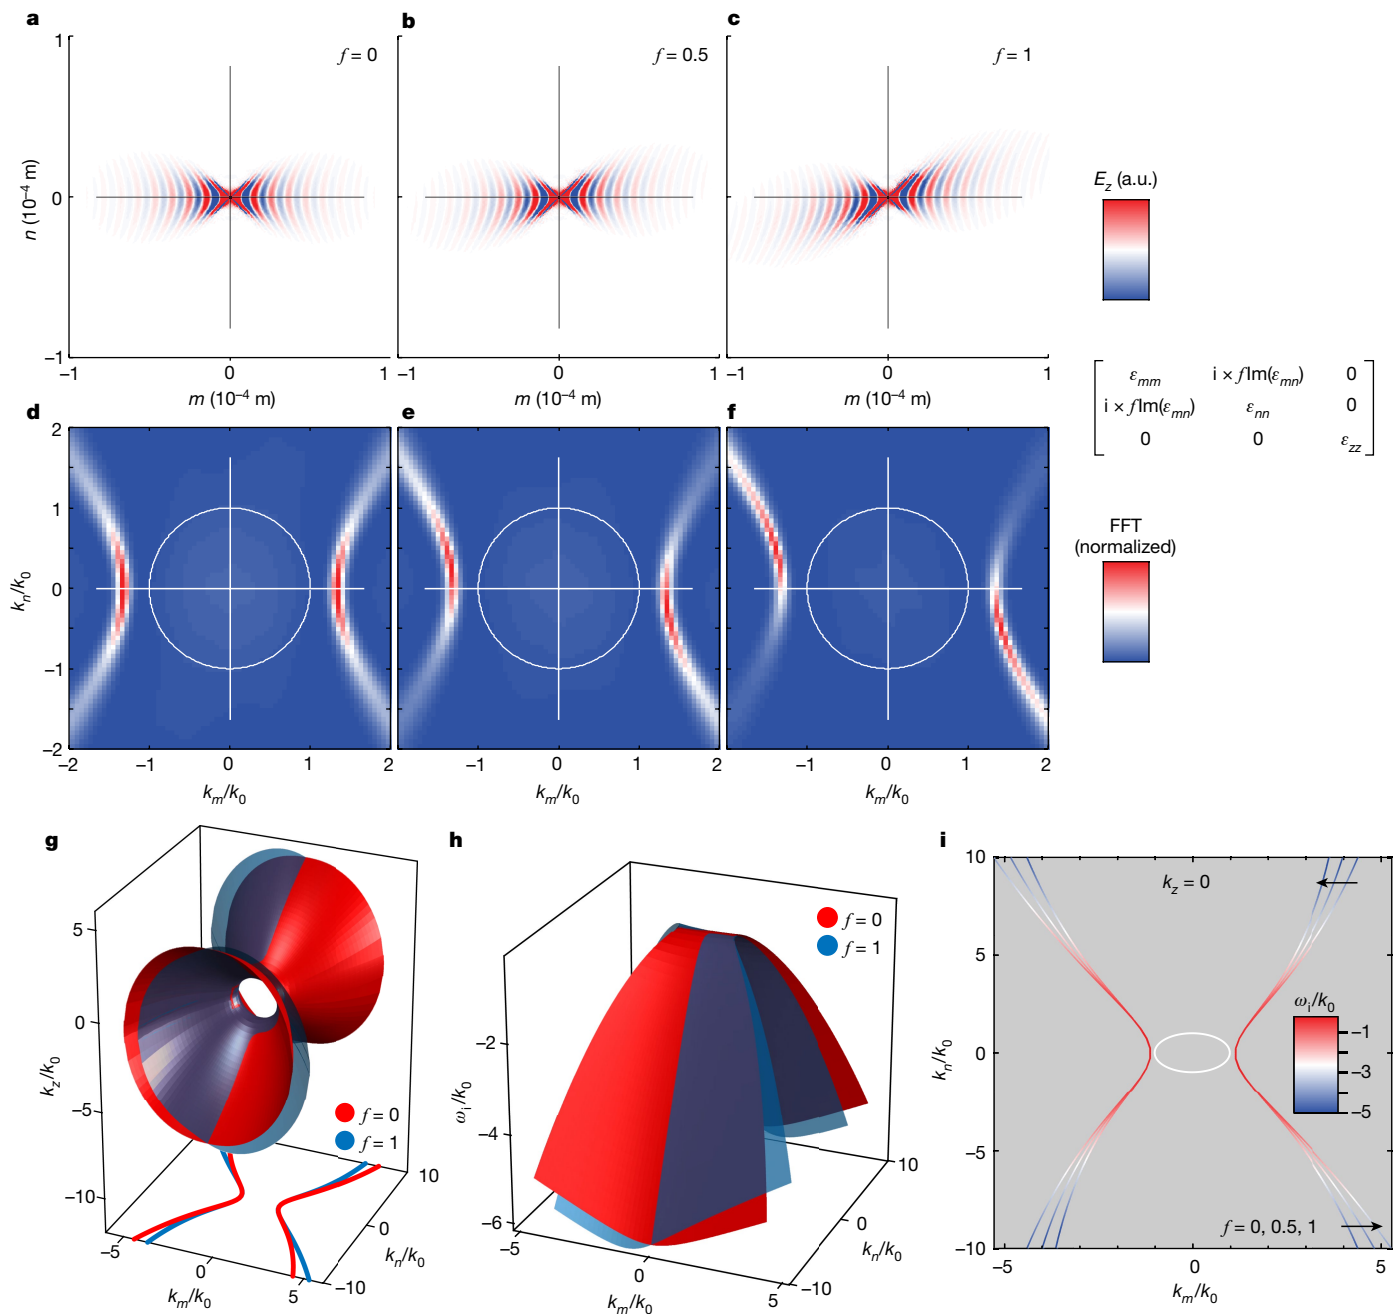 a
b
c
1
f = 0
f = 0.5
f = 1
n (10⁻⁴ m)
0
−1
−1 0 1
−1 0 1
−1 0 1
m (10⁻⁴ m)
m (10⁻⁴ m)
m (10⁻⁴ m)
E_z (a.u.)
ε_mm i × fIm(ε_mn) 0
i × fIm(ε_mn) ε_nn 0
0 0 ε_zz
d
e
f
2
1
0
−1
−2
k_n/k_0
−2 −1 0 1 2
−1 0 1 2
−1 0 1 2
k_m/k_0
k_m/k_0
k_m/k_0
FFT
(normalized)
g
5
0
−5
−10
k_z/k_0
f = 0
f = 1
−5
0
5
k_m/k_0
10
0
−10
k_n/k_0
h
f = 0
f = 1
−2
−4
−6
ω_i/k_0
−5
0
5
k_m/k_0
10
0
−10
k_n/k_0
i
10
5
0
−5
−10
k_n/k_0
k_z = 0
ω_i/k_0
−1
−3
−5
f = 0, 0.5, 1
−5 0 5
k_m/k_0